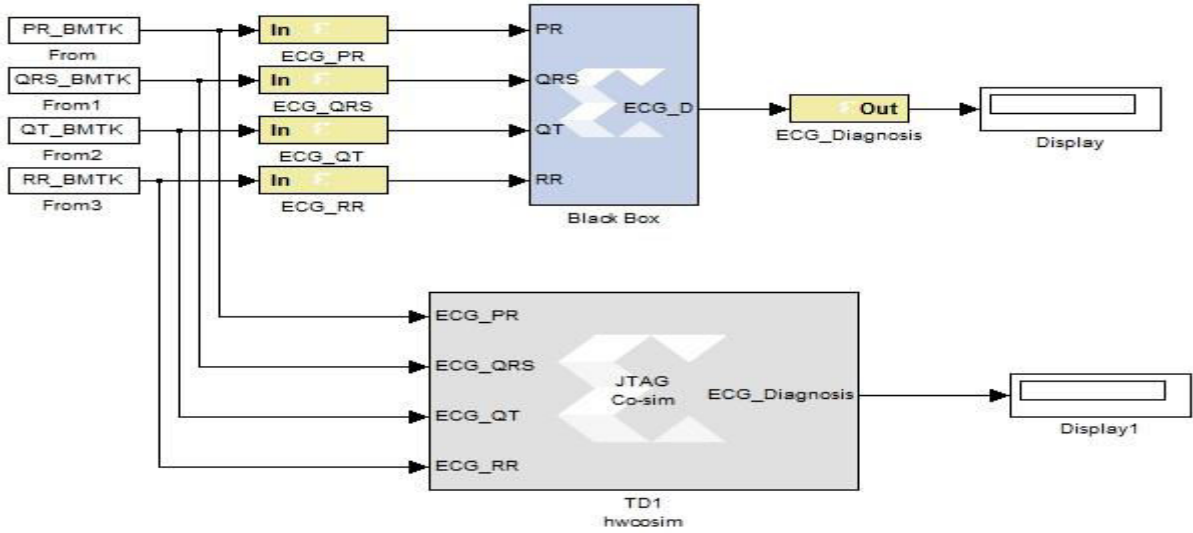 PR_BMTK
From
QRS_BMTK
From1
QT_BMTK
From2
RR_BMTK
From3
In
ECG_PR
In
ECG_QRS
In
ECG_QT
In
ECG_RR
PR
QRS
QT
RR
ECG_D
Black Box
Out
ECG_Diagnosis
Display
ECG_PR
ECG_QRS
ECG_QT
ECG_RR
JTAG
Co-sim
ECG_Diagnosis
TD1
hwcosim
Display1